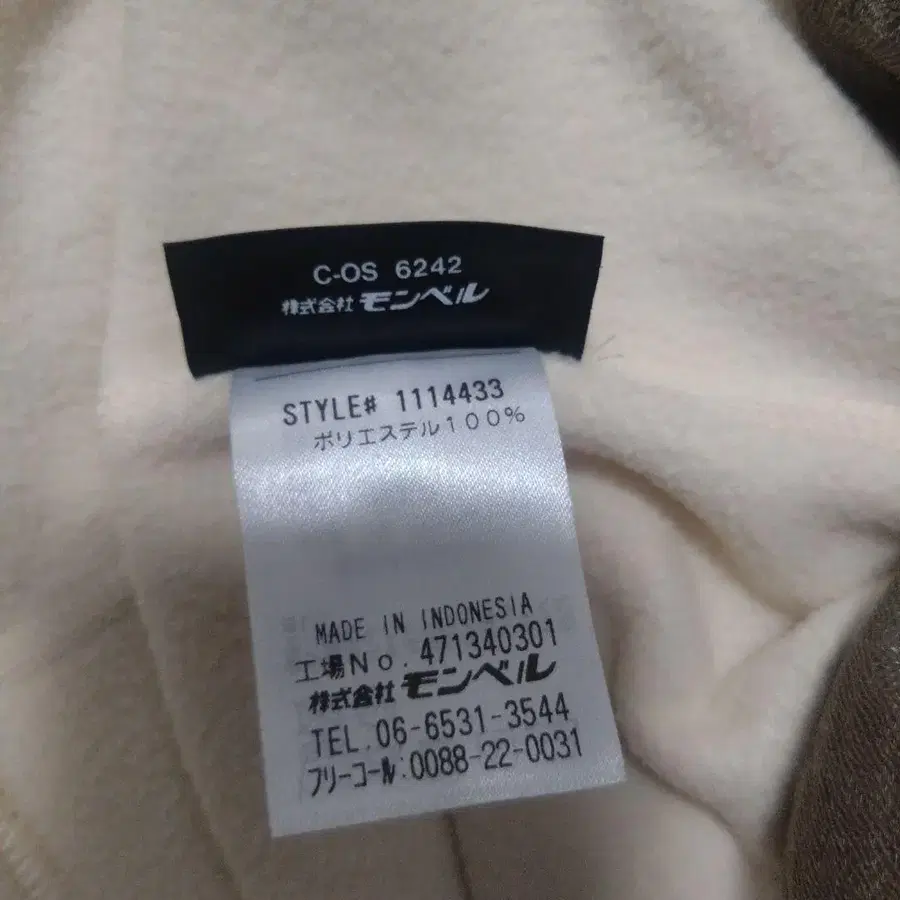 C-OS 6242
株式会社モンベル
STYLE# 1114433
ポリエステル100%
MADE IN INDONESIA
工場No. 471340301
株式会社モンベル
TEL.06-6531-3544
フリーコール:0088-22-0031